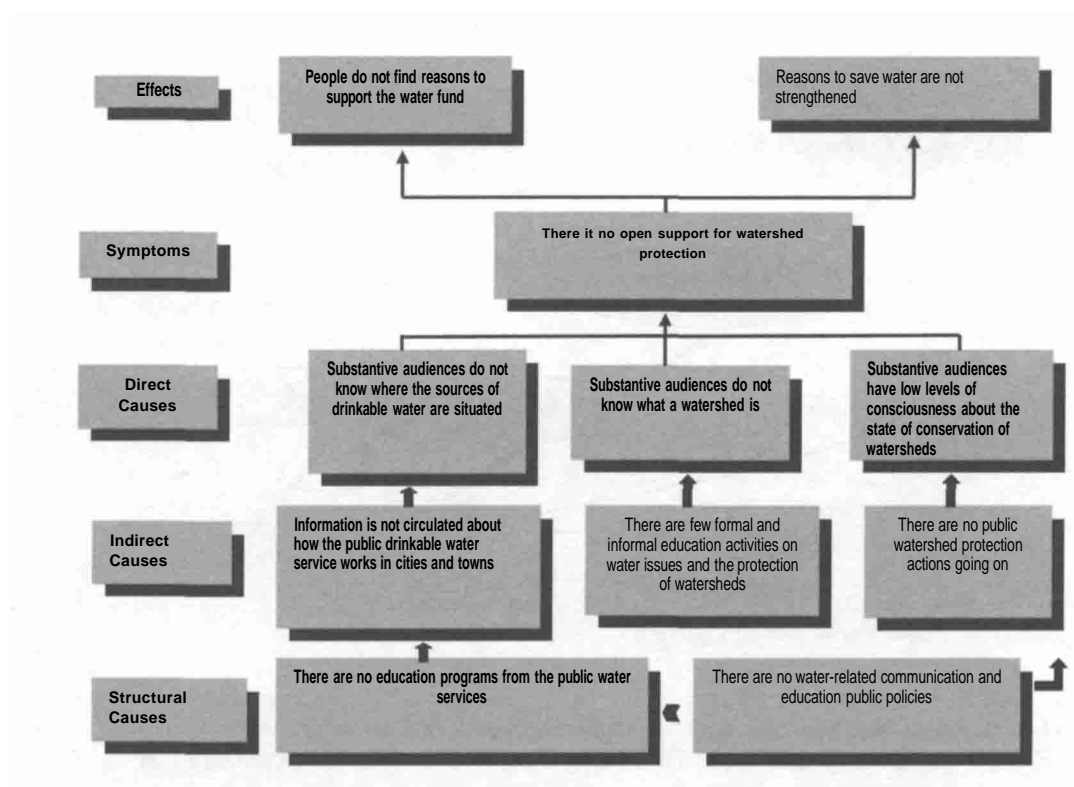 Effects
People do not find reasons to
support the water fund
Reasons to save water are not
strengthened
Symptoms
There it no open support for watershed
protection
Direct
Causes
Substantive audiences do not
know where the sources of
drinkable water are situated
Substantive audiences do not
know what a watershed is
Substantive audiences
have low levels of
consciousness about the
state of conservation of
watersheds
Indirect
Causes
Information is not circulated about
how the public drinkable water
service works in cities and towns
There are few formal and
informal education activities on
water issues and the protection
of watersheds
There are no public
watershed protection
actions going on
Structural
Causes
There are no education programs from the public water
services
There are no water-related communication and
education public policies